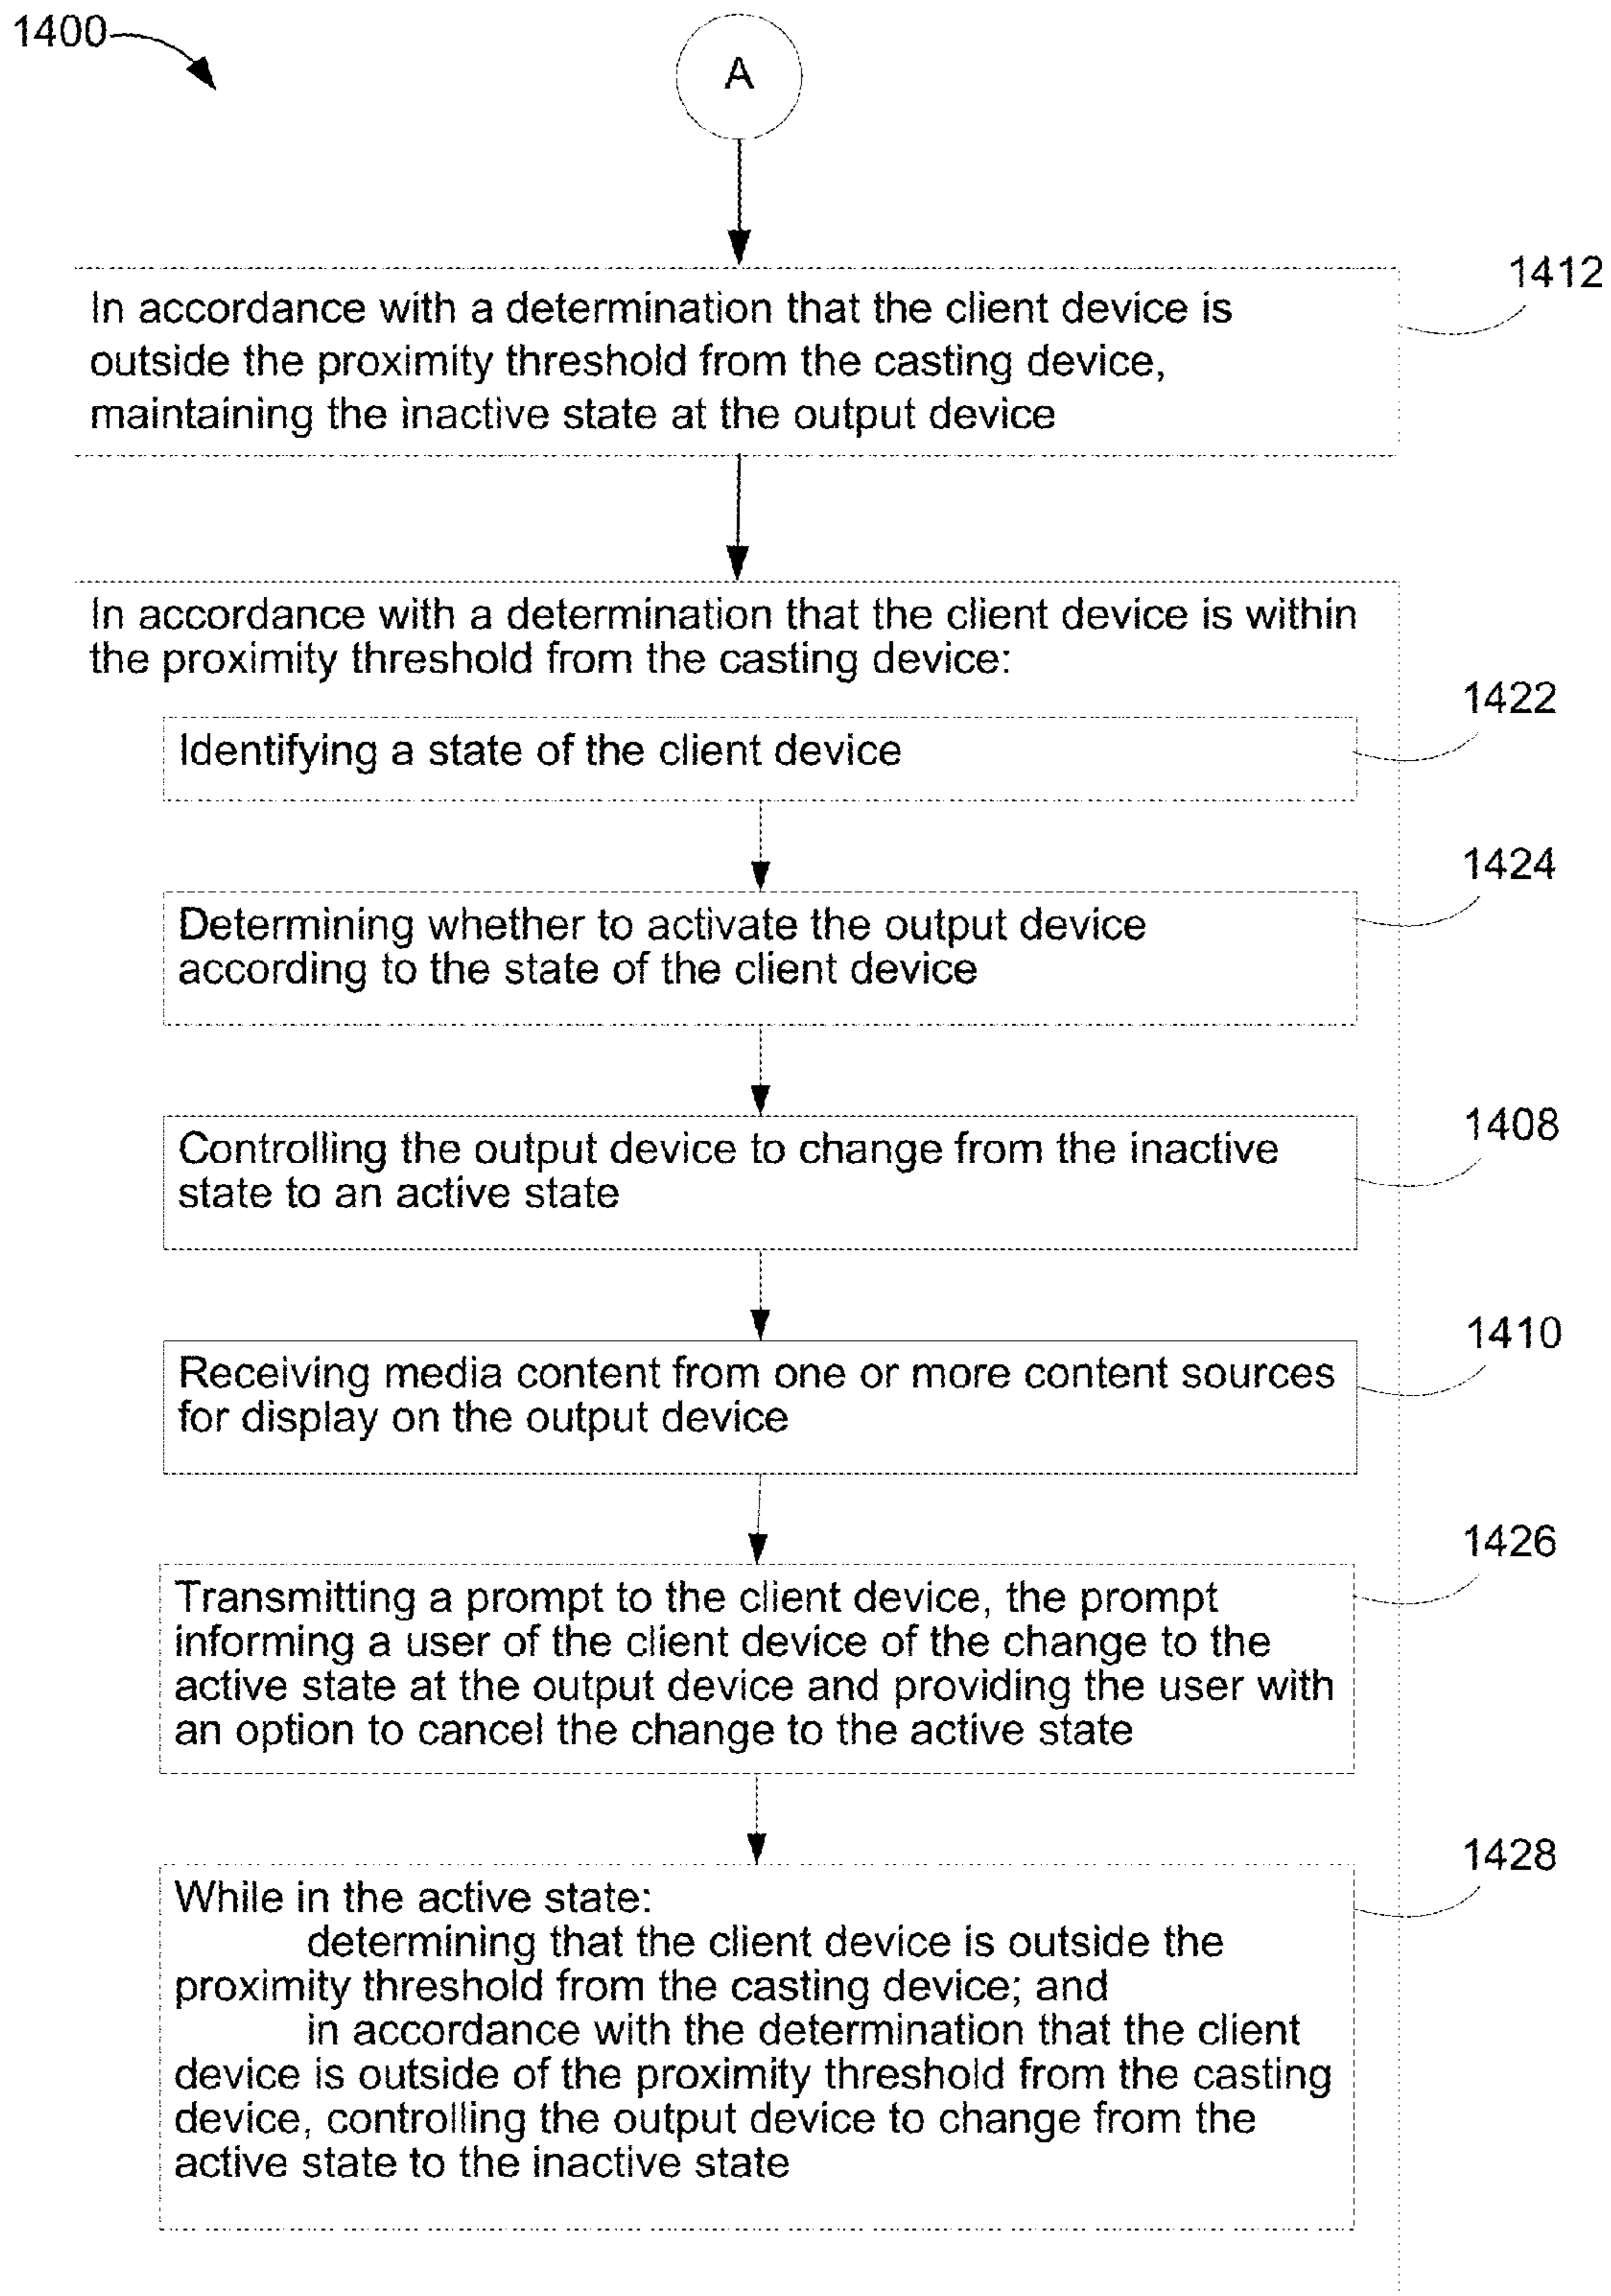 1400
A
1412
In accordance with a determination that the client device is
outside the proximity threshold from the casting device,
maintaining the inactive state at the output device
In accordance with a determination that the client device is within
the proximity threshold from the casting device:
1422
Identifying a state of the client device
1424
Determining whether to activate the output device
according to the state of the client device
1408
Controlling the output device to change from the inactive
state to an active state
1410
Receiving media content from one or more content sources
for display on the output device
1426
Transmitting a prompt to the client device, the prompt
informing a user of the client device of the change to the
active state at the output device and providing the user with
an option to cancel the change to the active state
1428
While in the active state:
determining that the client device is outside the
proximity threshold from the casting device; and
in accordance with the determination that the client
device is outside of the proximity threshold from the casting
device, controlling the output device to change from the
active state to the inactive state